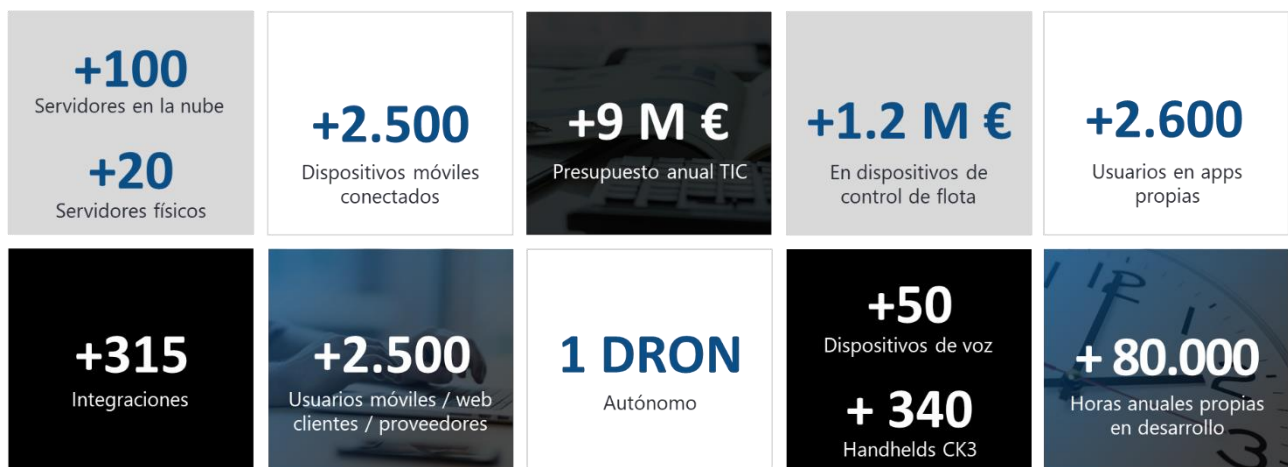 +100
Servidores en la nube
+20
Servidores físicos
+2.500
Dispositivos móviles
conectados
+9 M €
Presupuesto anual TIC
+1.2 M €
En dispositivos de
control de flota
+2.600
Usuarios en apps
propias
+315
Integraciones
+2.500
Usuarios móviles / web
clientes / proveedores
1 DRON
Autónomo
+50
Dispositivos de voz
+ 340
Handhelds CK3
+ 80.000
Horas anuales propias
en desarrollo